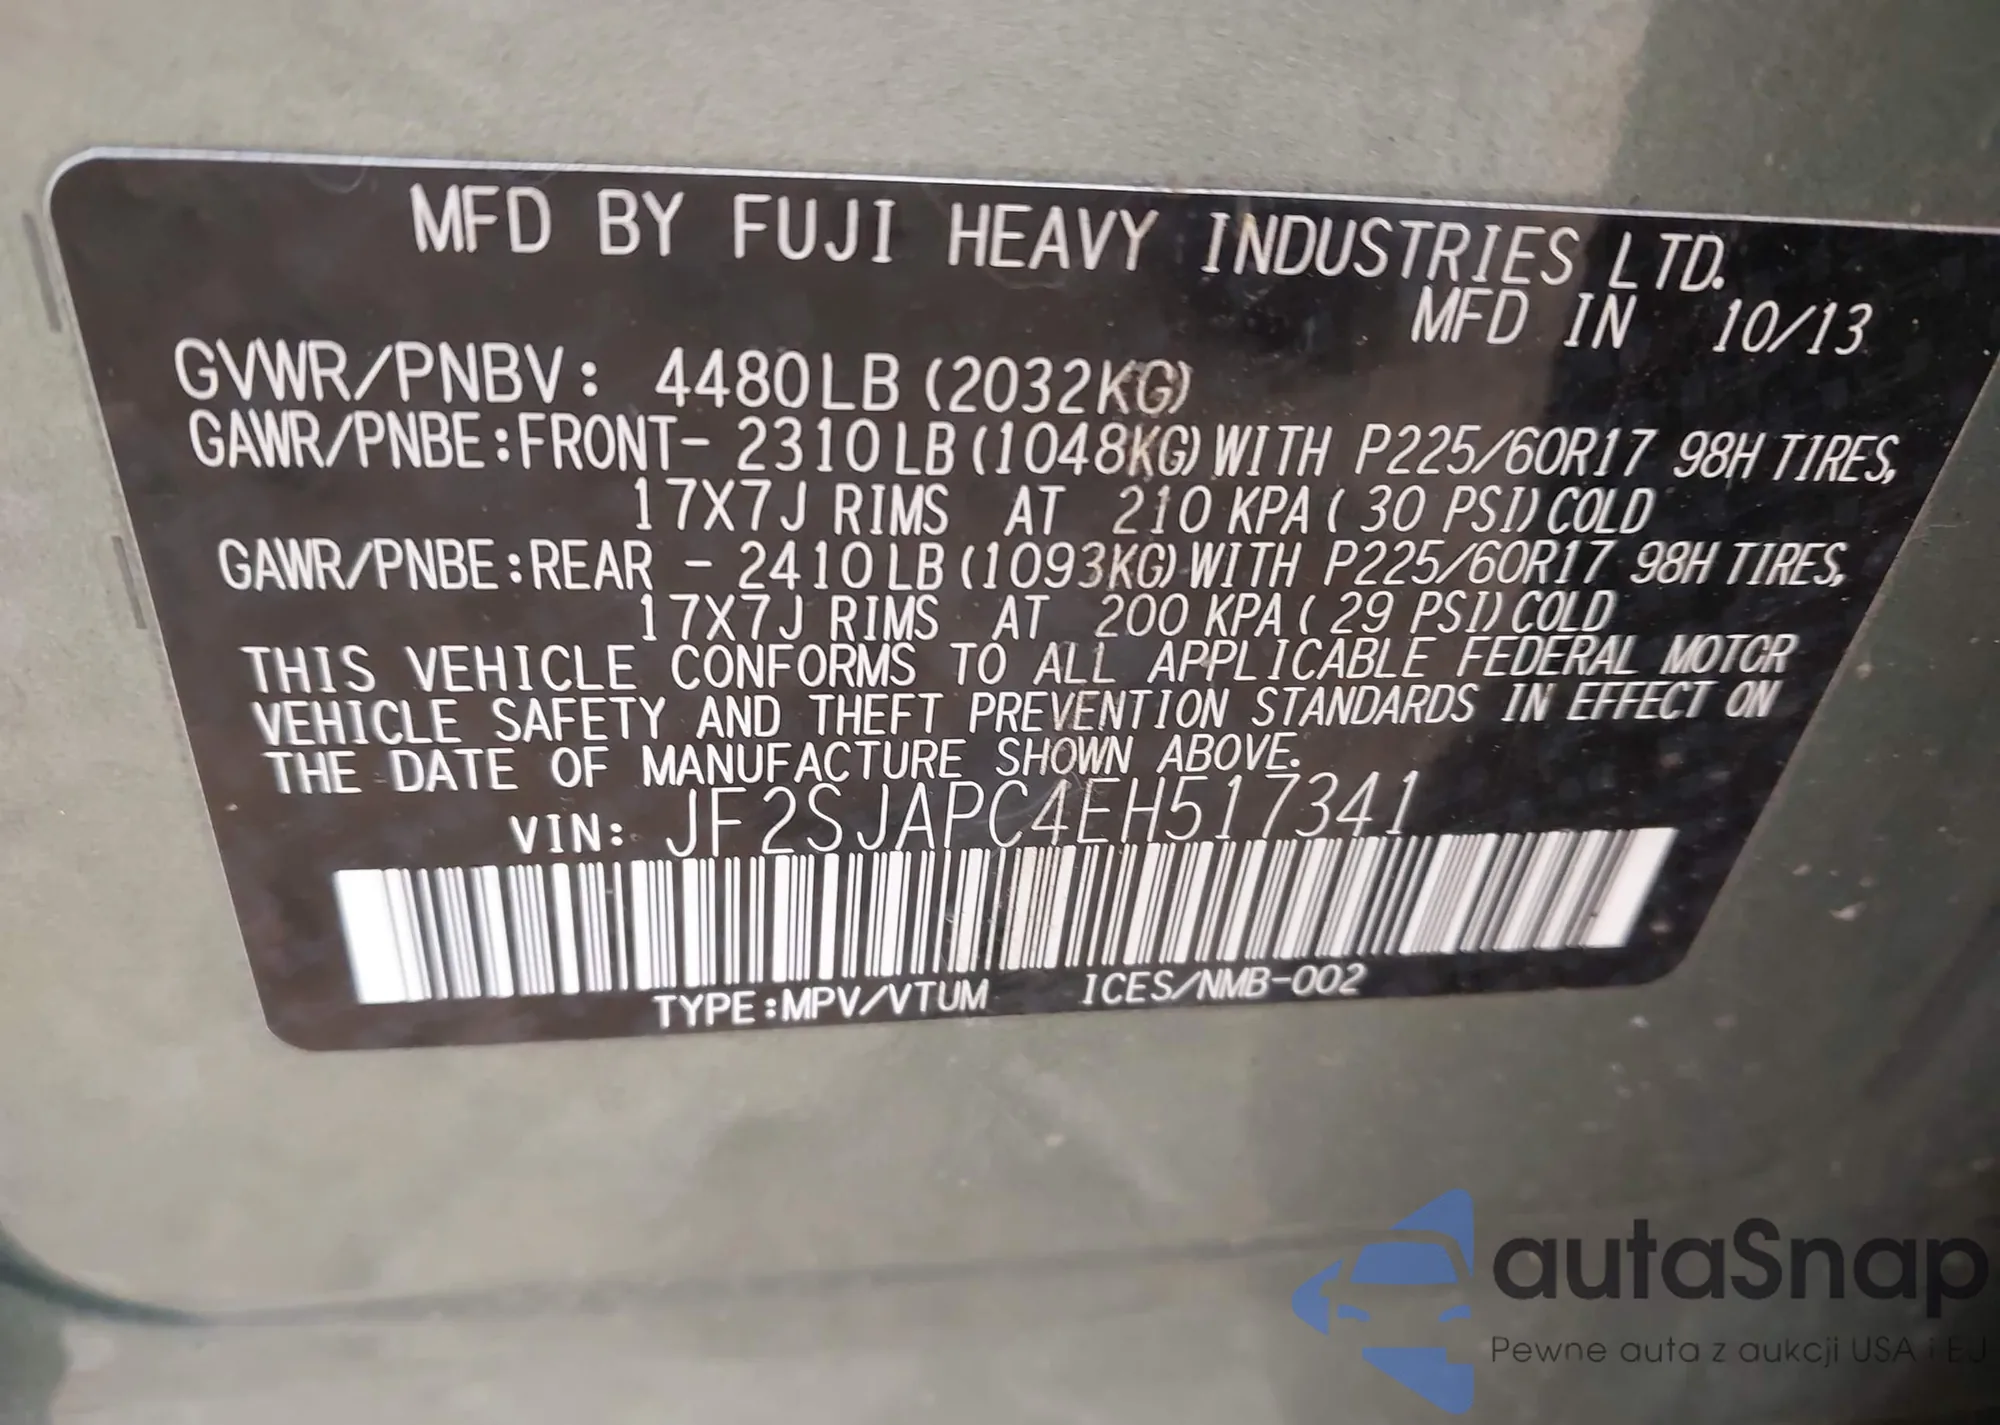 MFD BY FUJI HEAVY INDUSTRIES LTD.
MFD IN 10/13
GVWR/PNBV: 4480LB (2032KG)
GAWR/PNBE:FRONT- 2310LB (1048KG) WITH P225/60R17 98H TIRES,
17X7J RIMS AT 210 KPA ( 30 PSI) COLD
GAWR/PNBE:REAR - 2410LB (1093KG) WITH P225/60R17 98H TIRES,
17X7J RIMS AT 200 KPA ( 29 PSI) COLD
THIS VEHICLE CONFORMS TO ALL APPLICABLE FEDERAL MOTOR
VEHICLE SAFETY AND THEFT PREVENTION STANDARDS IN EFFECT ON
THE DATE OF MANUFACTURE SHOWN ABOVE.
VIN: JF2SJAPC4EH517341
TYPE:MPV/VTUM ICES/NMB-002
autaSnap
Pewne auta z aukcji USA i EU